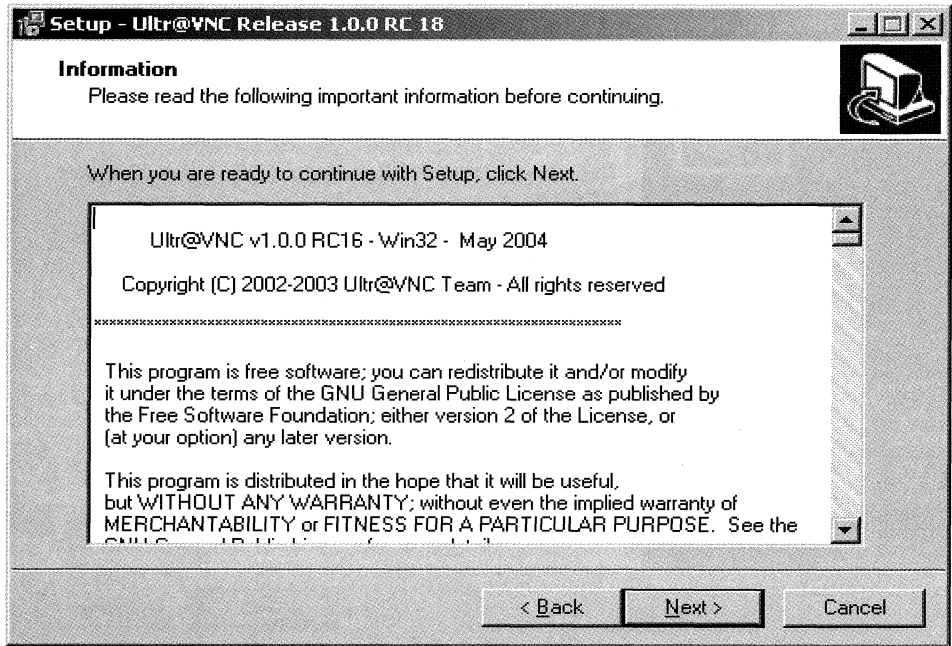 Setup - Ultr@VNC Release 1.0.0 RC 18
Information
Please read the following important information before continuing.
When you are ready to continue with Setup, click Next.
Ultr@VNC v1.0.0 RC16 - Win32 - May 2004
Copyright (C) 2002-2003 Ultr@VNC Team - All rights reserved
This program is free software; you can redistribute it and/or modify
it under the terms of the GNU General Public License as published by
the Free Software Foundation; either version 2 of the License, or
(at your option) any later version.
This program is distributed in the hope that it will be useful,
but WITHOUT ANY WARRANTY; without even the implied warranty of
MERCHANTABILITY or FITNESS FOR A PARTICULAR PURPOSE. See the
< Back
Next >
Cancel